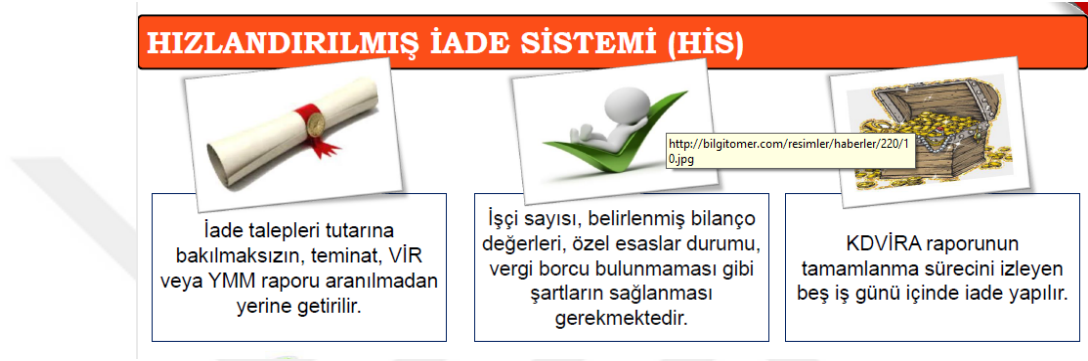 HIZLANDIRILMIŞ İADE SİSTEMİ (HİS)
http://bilgitomer.com/resimler/haberler/220/1
0.jpg
İade talepleri tutarına
bakılmaksızın, teminat, VİR
veya YMM raporu aranılmadan
yerine getirilir.
İşçi sayısı, belirlenmiş bilanço
değerleri, özel esaslar durumu,
vergi borcu bulunmaması gibi
şartların sağlanması
gerekmektedir.
KDVİRA raporunun
tamamlanma sürecini izleyen
beş iş günü içinde iade yapılır.